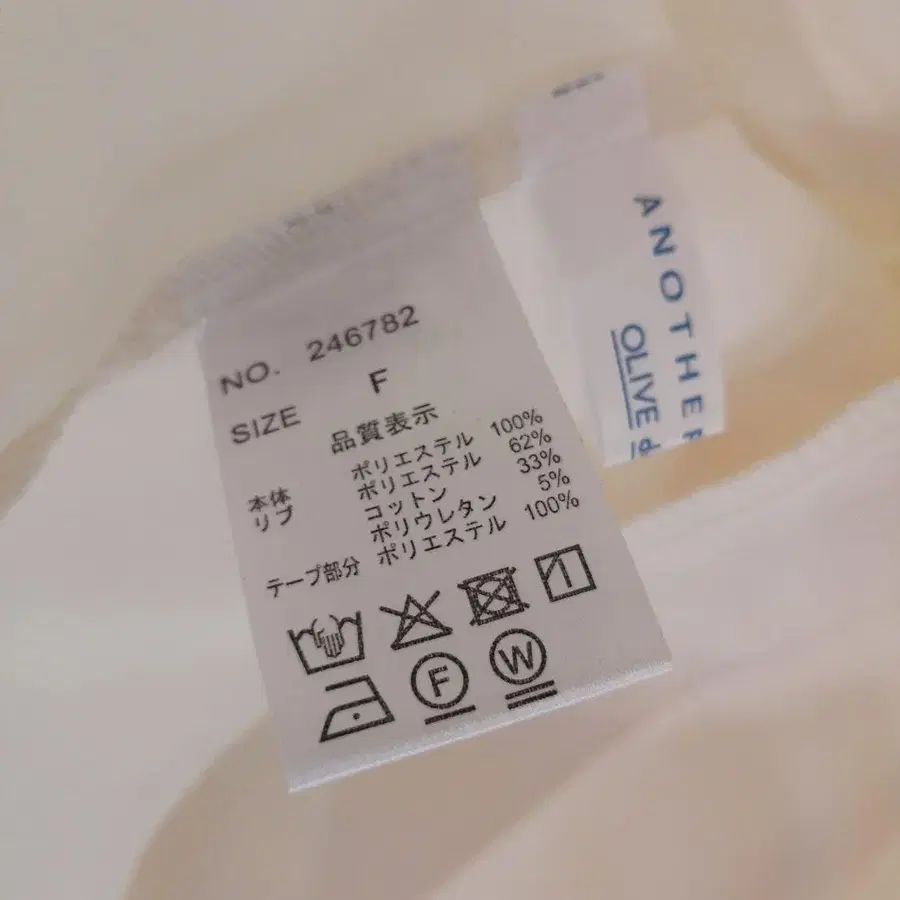 NO. 246782
SIZE F
品質表示
本体 ポリエステル 100%
リブ ポリエステル 62%
コットン 33%
ポリウレタン 5%
テープ部分 ポリエステル 100%
F W
ANOTHER
OLIVE d